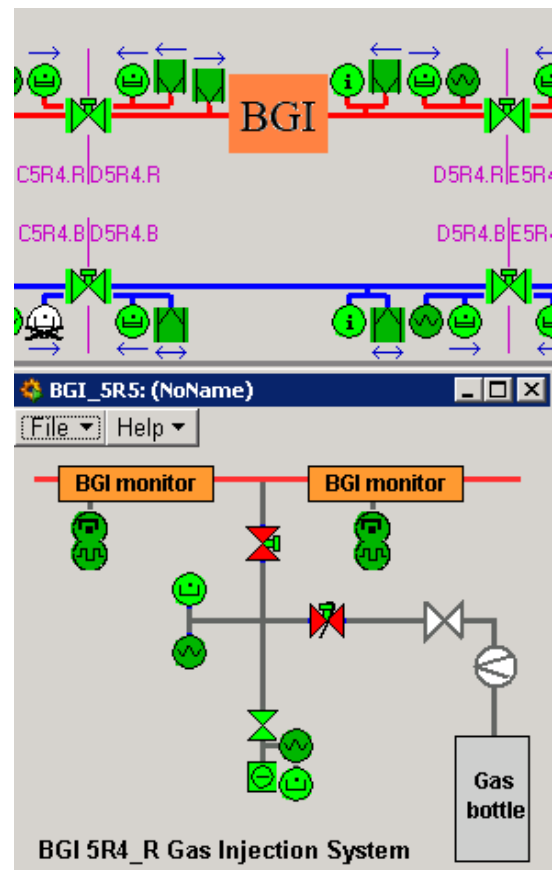 BGI
i
C5R4.R D5R4.R
D5R4.R E5R4
C5R4.B D5R4.B
D5R4.B E5R4
i
BGI_5R5: (NoName)
File Help
BGI monitor
BGI monitor
Gas
bottle
BGI 5R4_R Gas Injection System